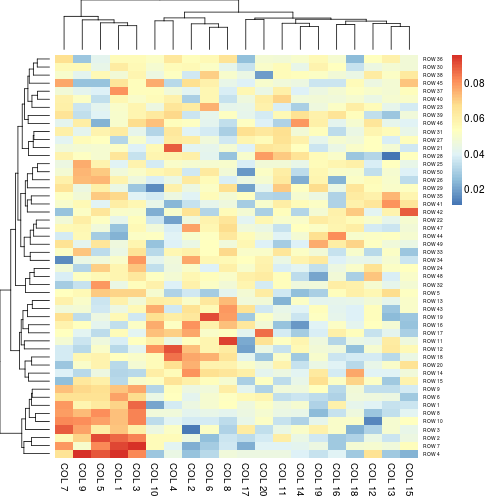 ROW 36
ROW 30
ROW 38
ROW 45
ROW 37
ROW 40
ROW 23
ROW 39
ROW 46
ROW 31
ROW 27
ROW 21
ROW 28
ROW 25
ROW 50
ROW 26
ROW 29
ROW 35
ROW 41
ROW 42
ROW 22
ROW 47
ROW 44
ROW 49
ROW 33
ROW 34
ROW 24
ROW 48
ROW 32
ROW 5
ROW 13
ROW 43
ROW 19
ROW 16
ROW 17
ROW 11
ROW 12
ROW 18
ROW 20
ROW 14
ROW 15
ROW 9
ROW 6
ROW 1
ROW 8
ROW 10
ROW 3
ROW 2
ROW 7
ROW 4
0.08
0.06
0.04
0.02
COL 7
COL 9
COL 5
COL 1
COL 3
COL 10
COL 4
COL 2
COL 6
COL 8
COL 17
COL 20
COL 11
COL 14
COL 19
COL 16
COL 18
COL 12
COL 13
COL 15